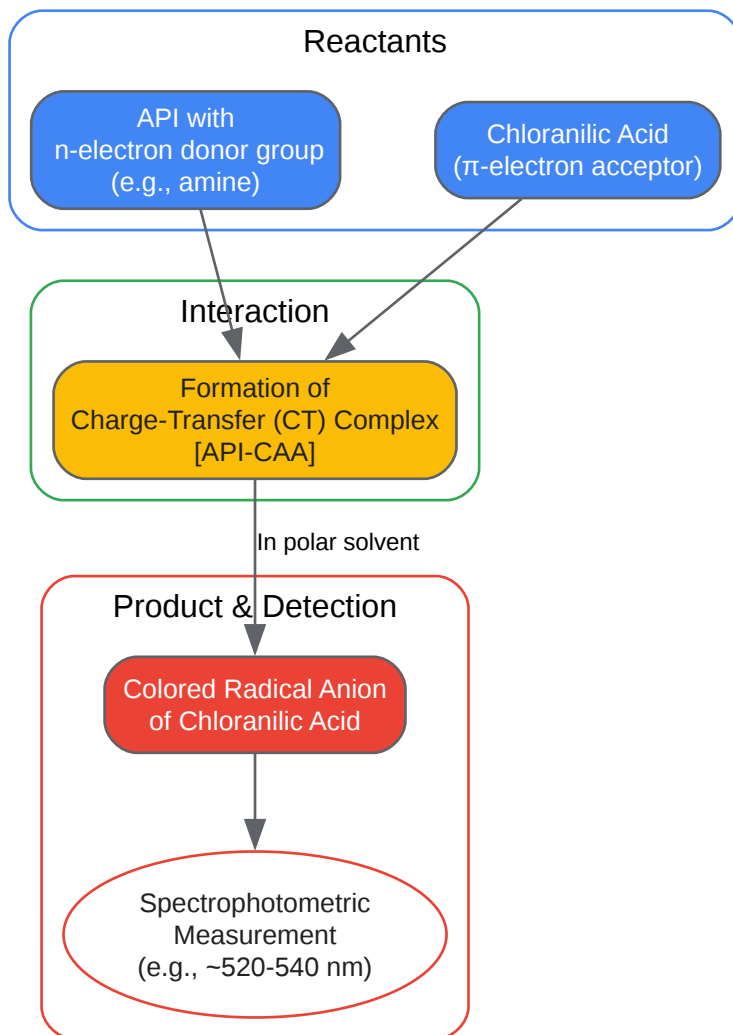 Reactants
API with
n-electron donor group
(e.g., amine)
Chloranilic Acid
(π-electron acceptor)
Interaction
Formation of
Charge-Transfer (CT) Complex
[API-CAA]
In polar solvent
Product & Detection
Colored Radical Anion
of Chloranilic Acid
Spectrophotometric
Measurement
(e.g., ~520-540 nm)